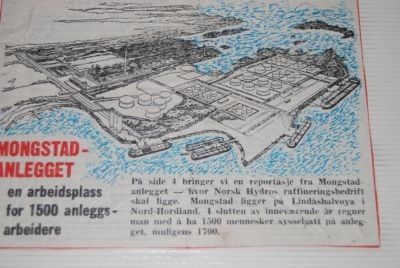 MONGSTAD-
ANLEGGET
en arbeidsplass
for 1500 anleggs-
arbeidere
På side 4 bringer vi en reportasje fra Mongstad-
anlegget — hvor Norsk Hydros raffineringsbedrift
skal ligge. Mongstad ligger på Lindåshalvøya i
Nord-Hordland. I slutten av inneværende år regner
man med å ha 1500 mennesker sysselsatt på anleg-
get, muligens 1700.